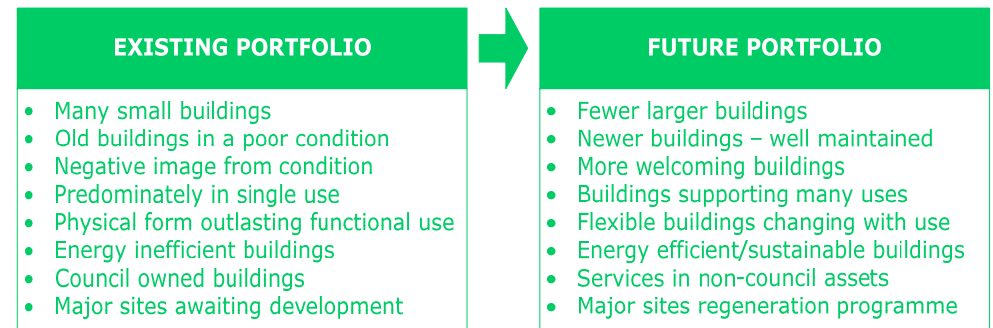 EXISTING PORTFOLIO
• Many small buildings
• Old buildings in a poor condition
• Negative image from condition
• Predominately in single use
• Physical form outlasting functional use
• Energy inefficient buildings
• Council owned buildings
• Major sites awaiting development
FUTURE PORTFOLIO
• Fewer larger buildings
• Newer buildings – well maintained
• More welcoming buildings
• Buildings supporting many uses
• Flexible buildings changing with use
• Energy efficient/sustainable buildings
• Services in non-council assets
• Major sites regeneration programme